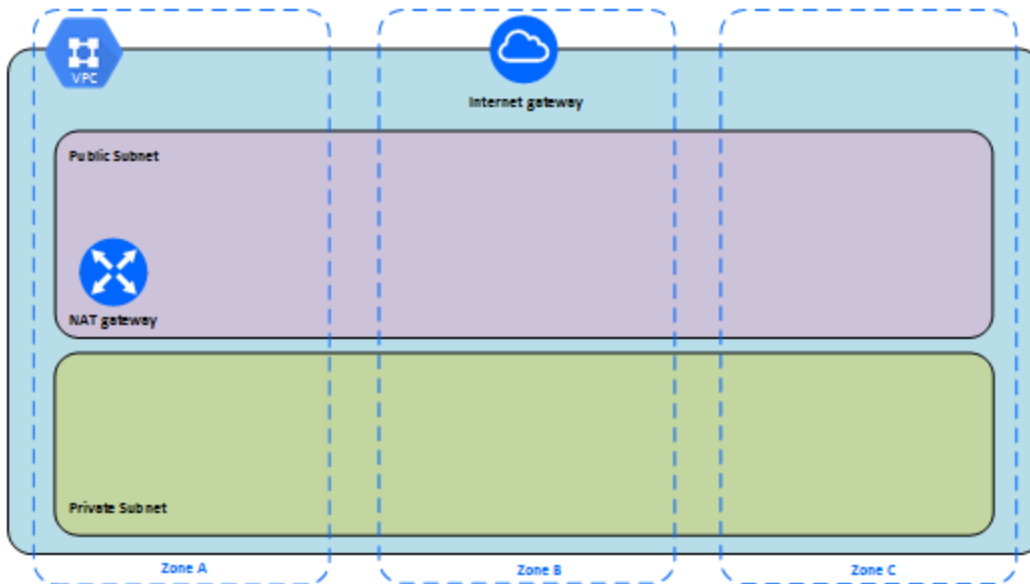 VPC
Internet gateway
Public Subnet
NAT gateway
Private Subnet
Zone A
Zone B
Zone C